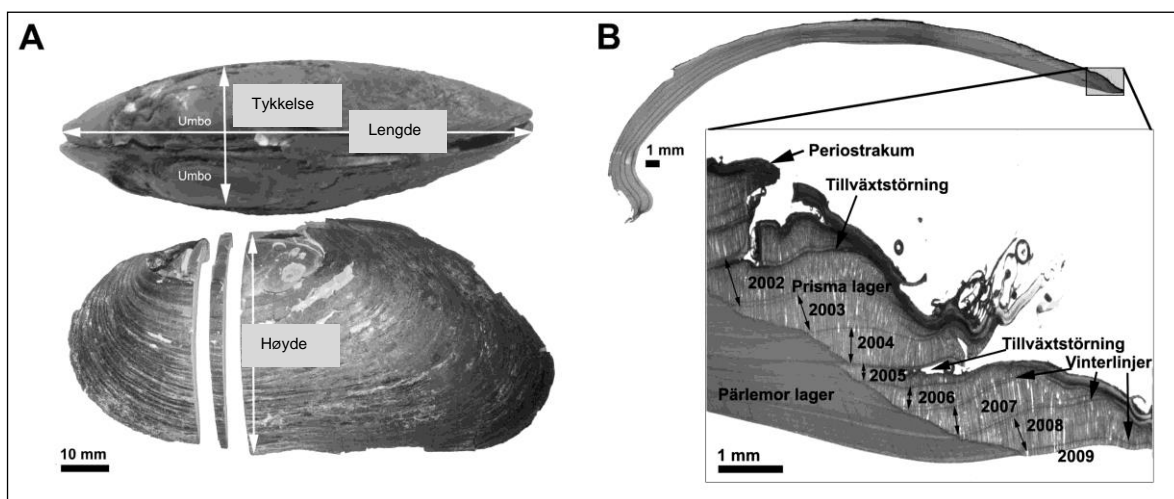 A
Umbo
Tykkelse
Lengde
Umbo
Høyde
10 mm
B
1 mm
Periostrakum
Tillväxtstörning
2002
Prisma lager
2003
2004
Tillväxtstörning
2005
Vinterlinjer
Pärlemor lager
2006
2007
2008
2009
1 mm